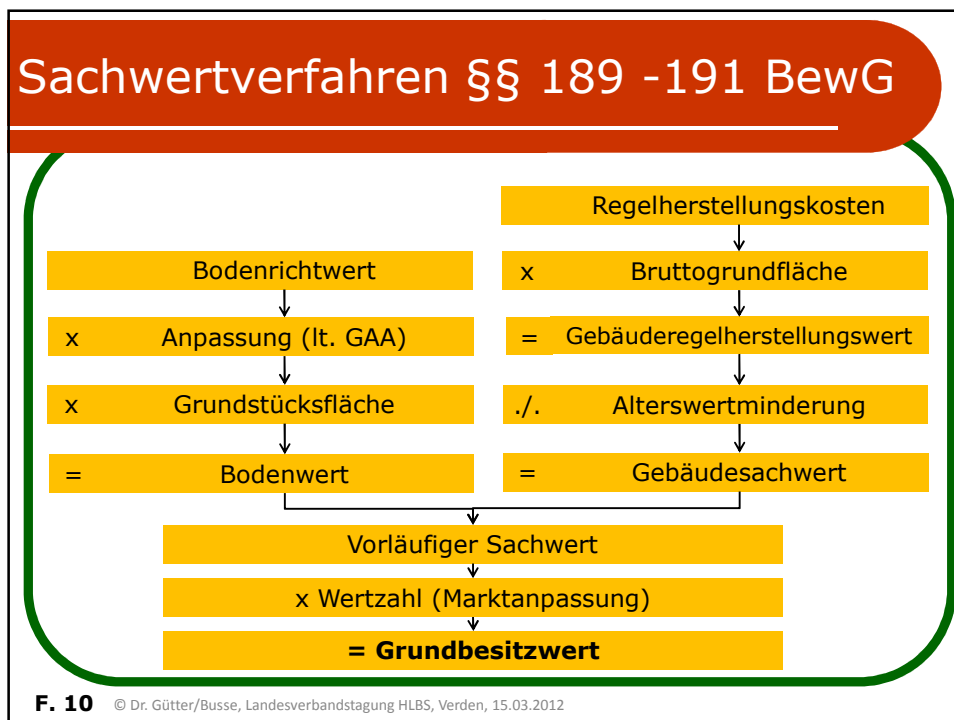 Sachwertverfahren §§ 189 -191 BewG
Bodenrichtwert
x Anpassung (lt. GAA)
x Grundstücksfläche
= Bodenwert
Regelherstellungskosten
x Bruttogrundfläche
= Gebäuderegelherstellungswert
./. Alterswertminderung
= Gebäudesachwert
Vorläufiger Sachwert
x Wertzahl (Marktanpassung)
= Grundbesitzwert
F. 10 © Dr. Gütter/Busse, Landesverbandstagung HLBS, Verden, 15.03.2012